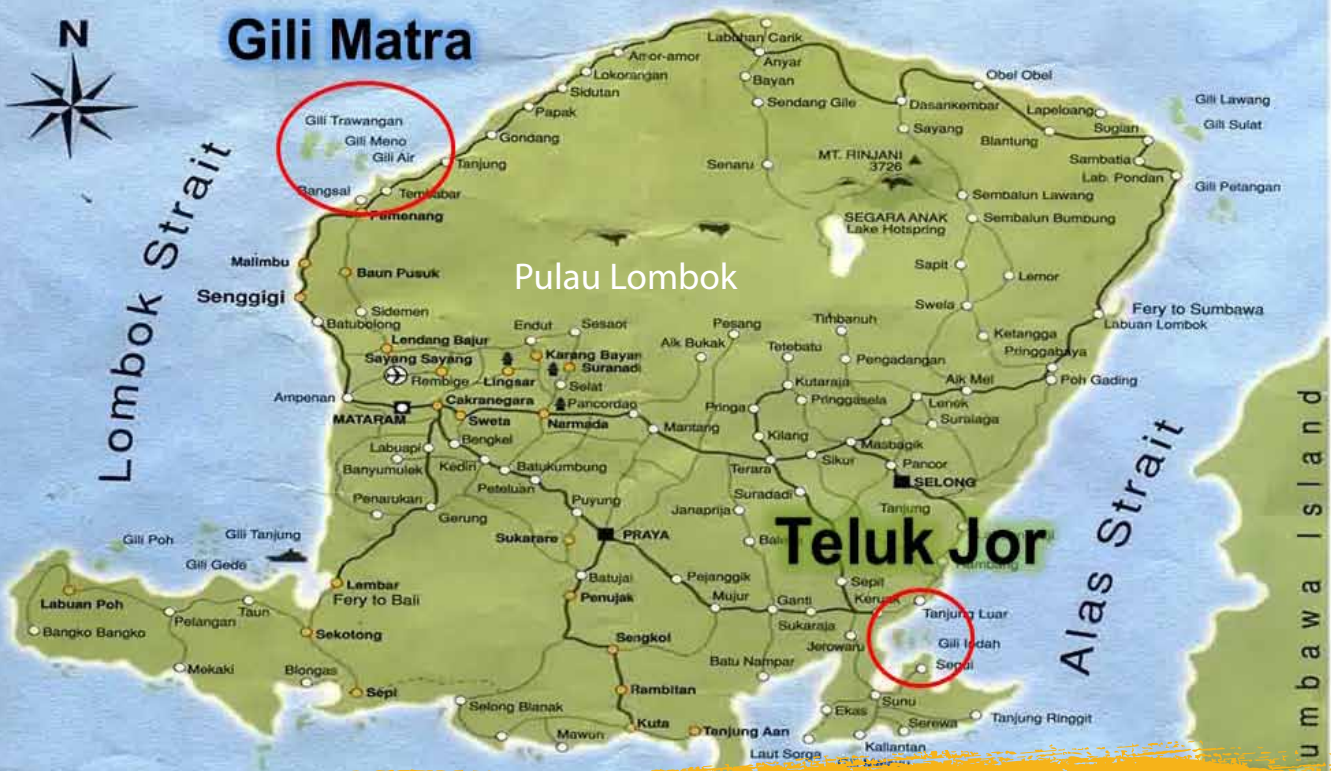 N
Gili Matra
Labuhan Carik
Anyar
Amor-amor
Bayan
Lokorangan
Sidutan
Sendang Gile
Papak
Gondang
Obel Obel
Dasankembar
Lapeloang
Gili Lawang
Gili Sulat
Sugian
Blantung
Sayang
Sambatia
Lab. Pondan
Gili Petangan
Gili Trawangan
Gili Meno
Gili Air
Tanjung
Bangsal
Pemenang
Senaru
MT. RINJANI
3726
Sembalun Lawang
Sembalun Bumbung
SEGARA ANAK
Lake Hotspring
Lombok Strait
Malimbu
Baun Pusuk
Pulau Lombok
Sapit
Lemor
Senggigi
Sidemen
Batubolong
Swela
Fery to Sumbawa
Labuan Lombok
Endut
Sesaot
Pesang
Timbanuh
Ketangga
Pringgabaya
Lendang Bajur
Aik Bukak
Tetebatu
Pengadangan
Sayang Sayang
Karang Bayan
Suranadi
Rembige
Lingsar
Selat
Kutaraja
Aik Mel
Poh Gading
Ampenan
Cakranegara
Pancordao
Pringa
Pringgasela
Lenek
Suralaga
MATARAM
Sweta
Narmada
Mantang
Kilang
Masbagik
Labuapi
Bengkel
Banyumulek
Kediri
Batukumbung
Terara
Sikur
Pancor
Peteluan
Suradadi
SELONG
Penarukan
Gerung
Puyung
Janaprija
Tanjung
Teluk Jor
Alas Strait
Gili Poh
Gili Tanjung
Gili Gede
Sukarare
PRAYA
Lembar
Fery to Bali
Batujai
Pejanggik
Sepit
Keruak
Labuan Poh
Taun
Penujak
Mujur
Ganti
Tanjung Luar
Pelangan
Bangko Bangko
Sekotong
Sukaraja
Jerowaru
Gili Indah
Sengkol
Batu Nampar
Segui
Mekaki
Blongas
Sepi
Rambitan
Sunu
Selong Blanak
Ekas
Serewa
Tanjung Ringgit
Kuta
Tanjung Aan
Mawun
Laut Sorga
Kaliantan
umbawa Island